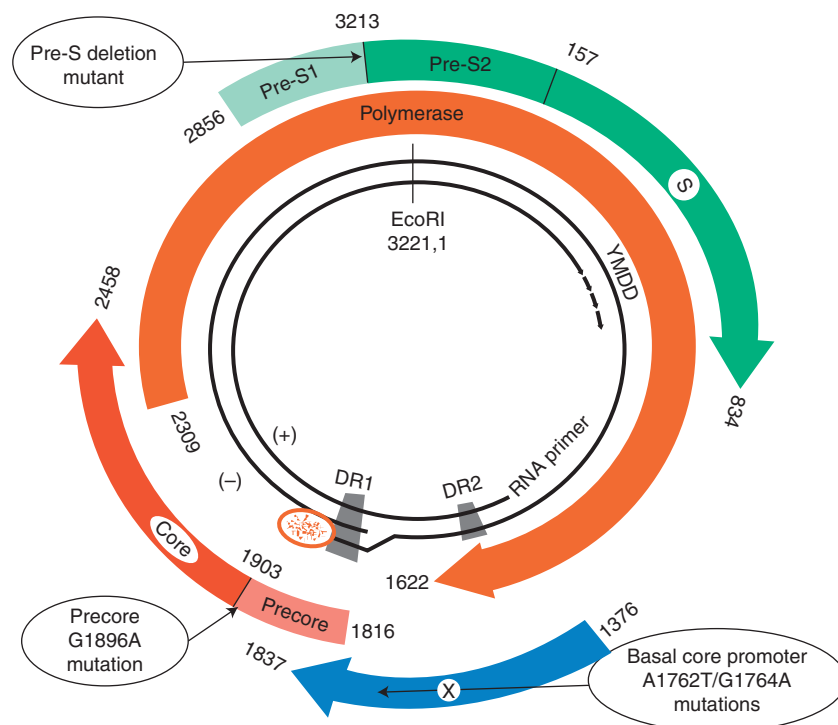 3213
Pre-S deletion
mutant
Pre-S1
Pre-S2
157
2856
Polymerase
S
EcoRI
3221,1
YMDD
2458
834
2309
(+)
(–)
DR1
DR2
RNA primer
Core
1903
1622
Precore
G1896A
mutation
Precore
1816
1376
1837
X
Basal core promoter
A1762T/G1764A
mutations